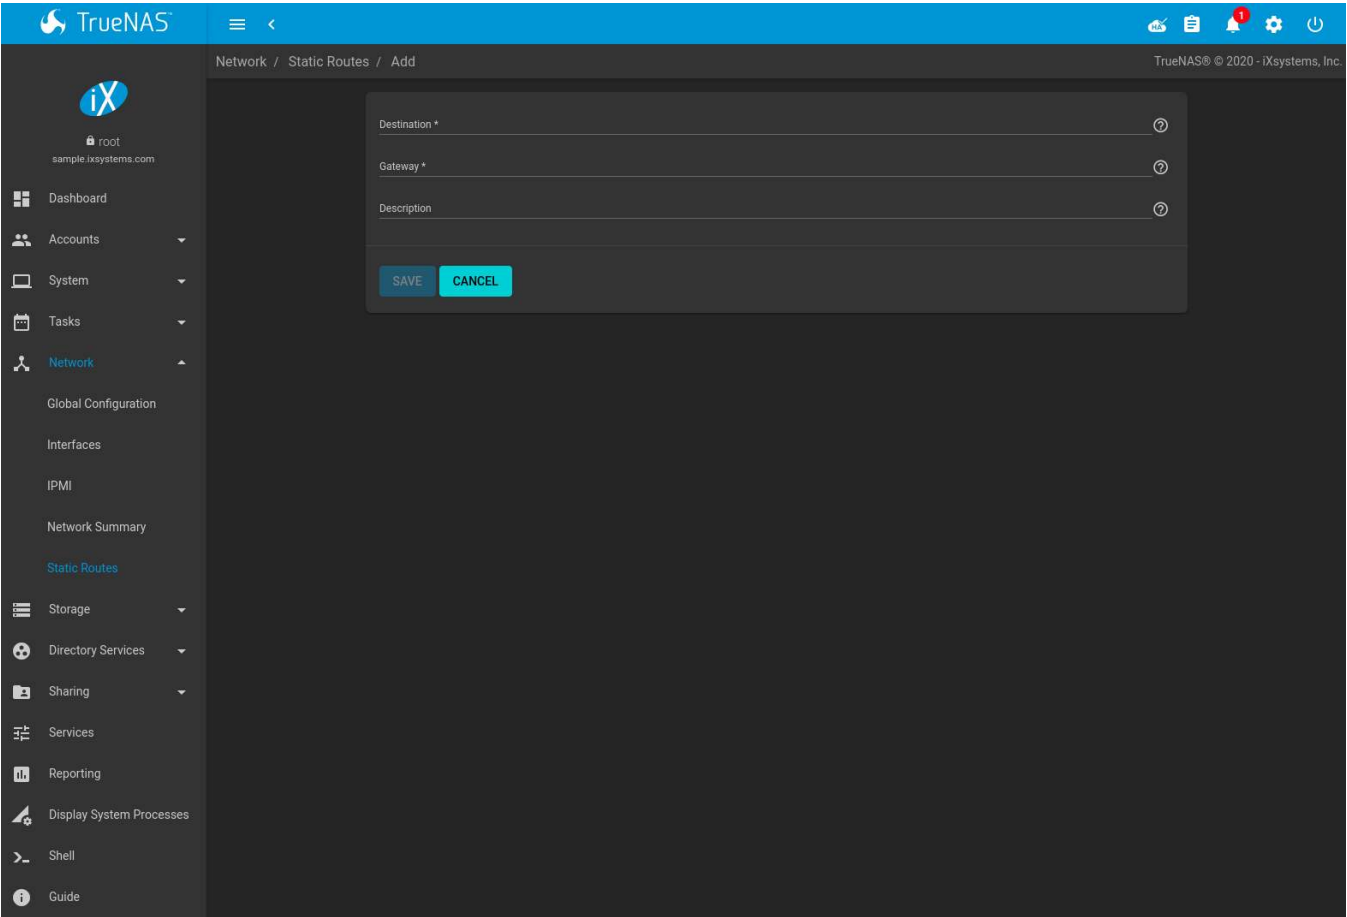 TrueNAS™
1
Network / Static Routes / Add
TrueNAS® © 2020 - iXsystems, Inc.
iX
root
sample.ixsystems.com
Dashboard
Accounts
System
Tasks
Network
Global Configuration
Interfaces
IPMI
Network Summary
Static Routes
Storage
Directory Services
Sharing
Services
Reporting
Display System Processes
Shell
Guide
Destination *
Gateway *
Description
SAVE CANCEL